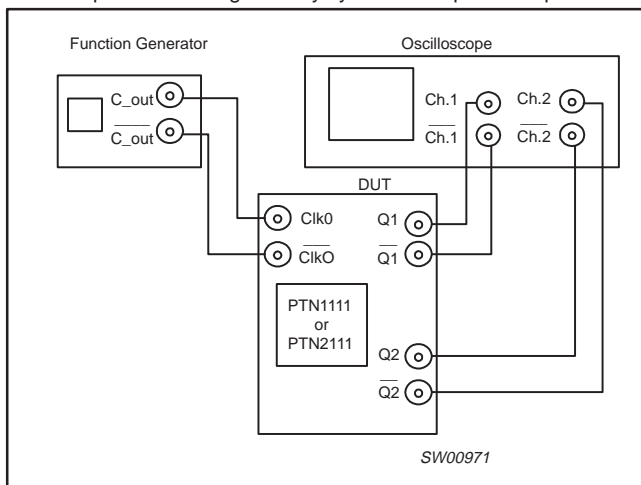 Function Generator
Oscilloscope
C_out
C_out
Ch.1
Ch.2
Ch.1
Ch.2
DUT
Clk0
Q1
ClkO
Q1
PTN1111
or
PTN2111
Q2
Q2
SW00971